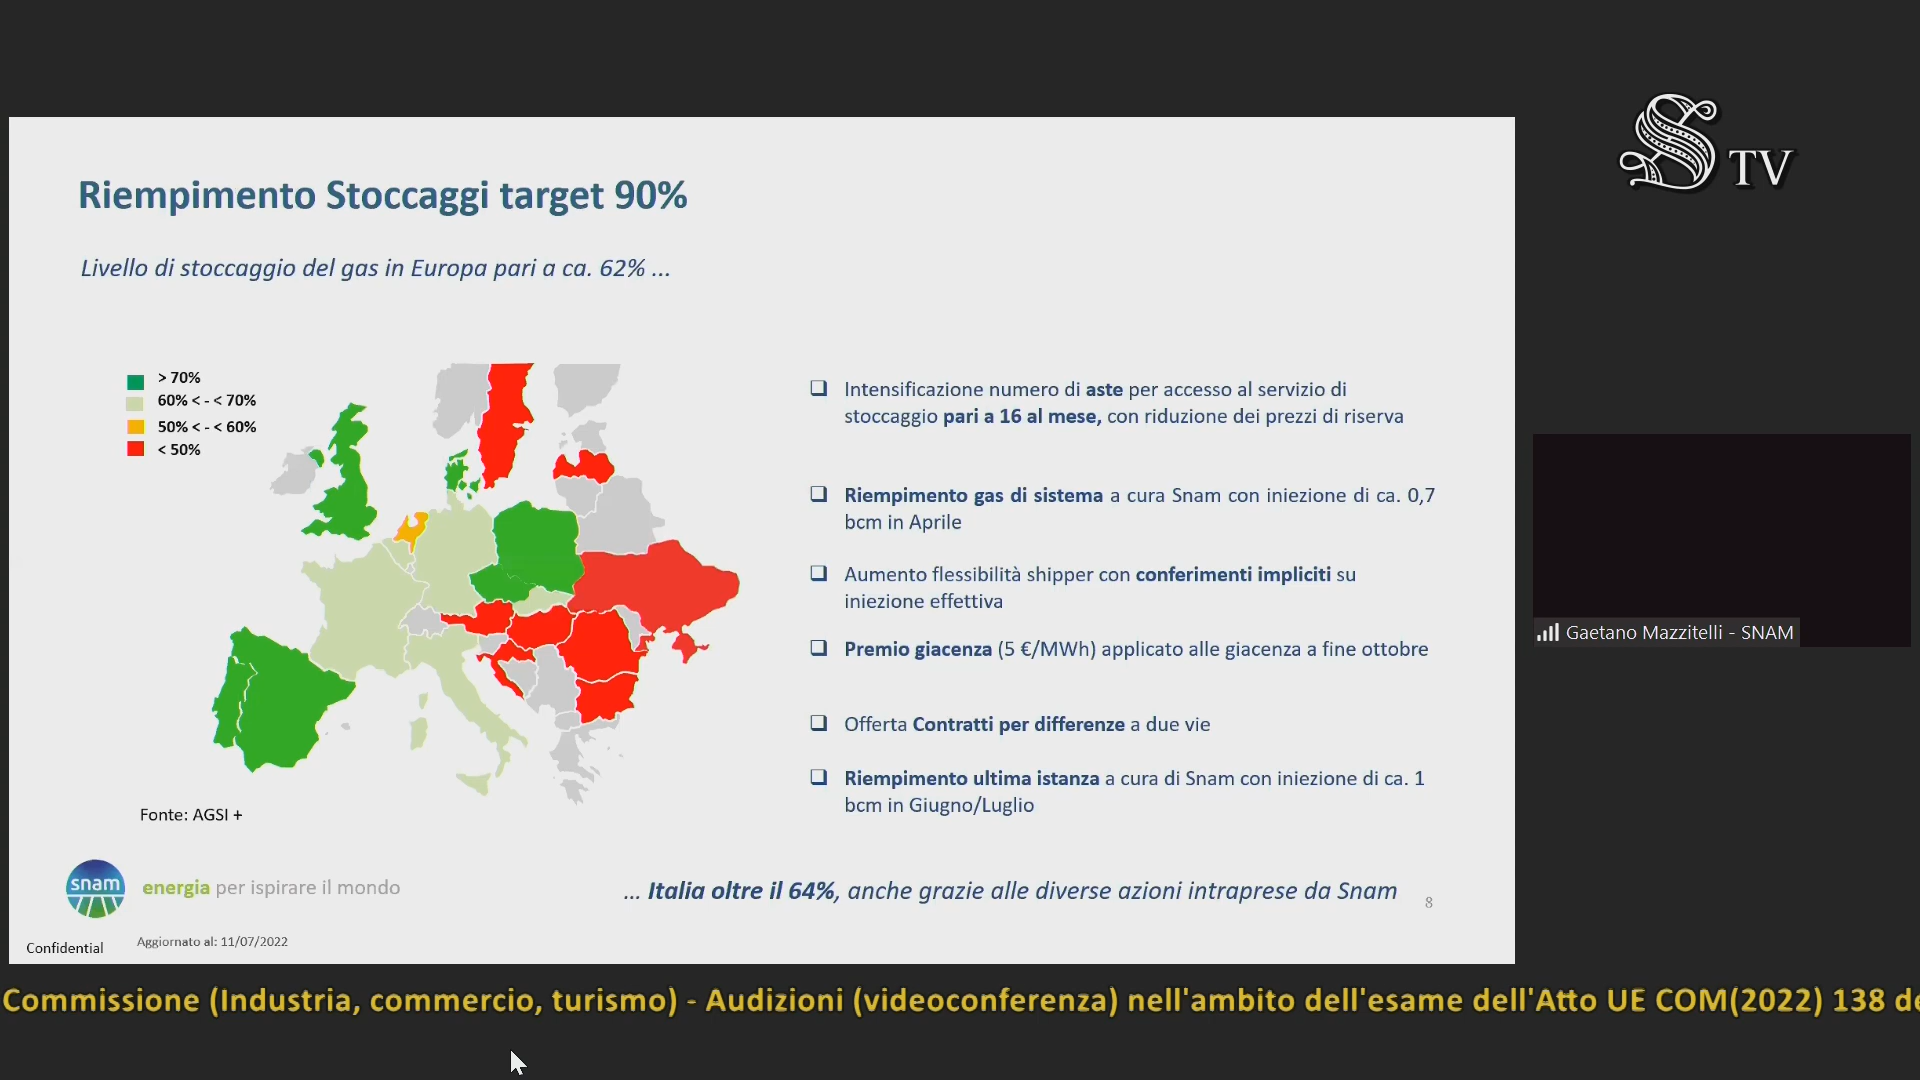 TV
Riempimento Stoccaggi target 90%
Livello di stoccaggio del gas in Europa pari a ca. 62% ...
> 70%
60% < - < 70%
50% < - < 60%
< 50%
Intensificazione numero di aste per accesso al servizio di
stoccaggio pari a 16 al mese, con riduzione dei prezzi di riserva
Riempimento gas di sistema a cura Snam con iniezione di ca. 0,7
bcm in Aprile
Aumento flessibilità shipper con conferimenti impliciti su
iniezione effettiva
Premio giacenza (5 €/MWh) applicato alle giacenza a fine ottobre
Offerta Contratti per differenze a due vie
Riempimento ultima istanza a cura di Snam con iniezione di ca. 1
bcm in Giugno/Luglio
Gaetano Mazzitelli - SNAM
Fonte: AGSI +
snam
energia per ispirare il mondo
... Italia oltre il 64%, anche grazie alle diverse azioni intraprese da Snam
8
Confidential
Aggiornato al: 11/07/2022
Commissione (Industria, commercio, turismo) - Audizioni (videoconferenza) nell'ambito dell'esame dell'Atto UE COM(2022) 138 de